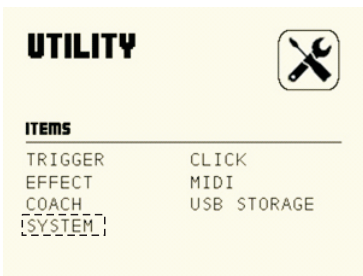 UTILITY
ITEMS
TRIGGER CLICK
EFFECT MIDI
COACH USB STORAGE
SYSTEM